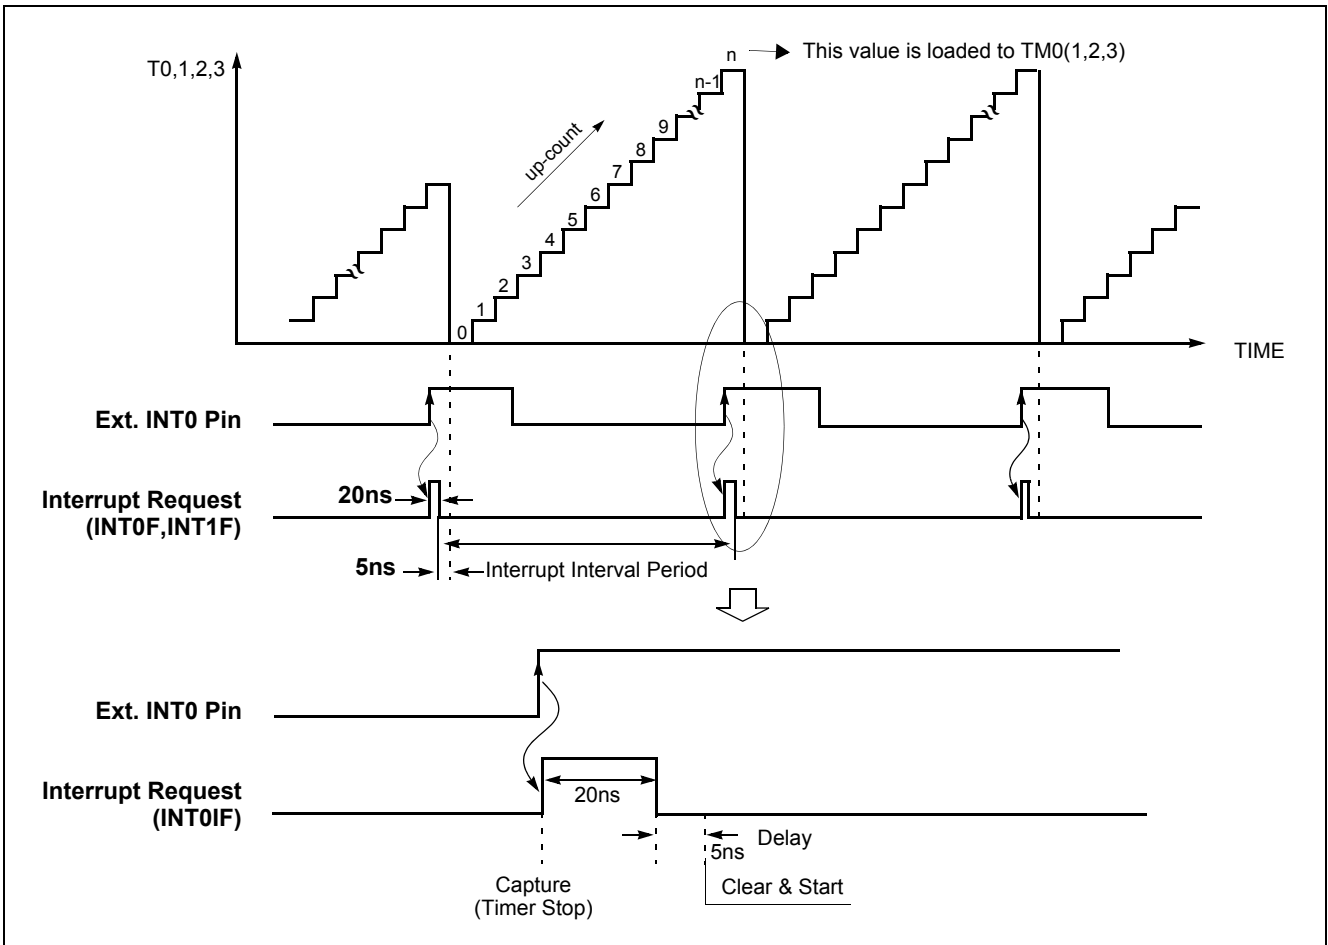 n
This value is loaded to TM0(1,2,3)
T0,1,2,3
n-1
up-count
9
8
7
6
5
4
3
2
1
0
TIME
Ext. INT0 Pin
Interrupt Request
(INT0F,INT1F)
20ns
5ns
Interrupt Interval Period
Ext. INT0 Pin
Interrupt Request
(INT0IF)
20ns
Delay
5ns
Capture
(Timer Stop)
Clear & Start